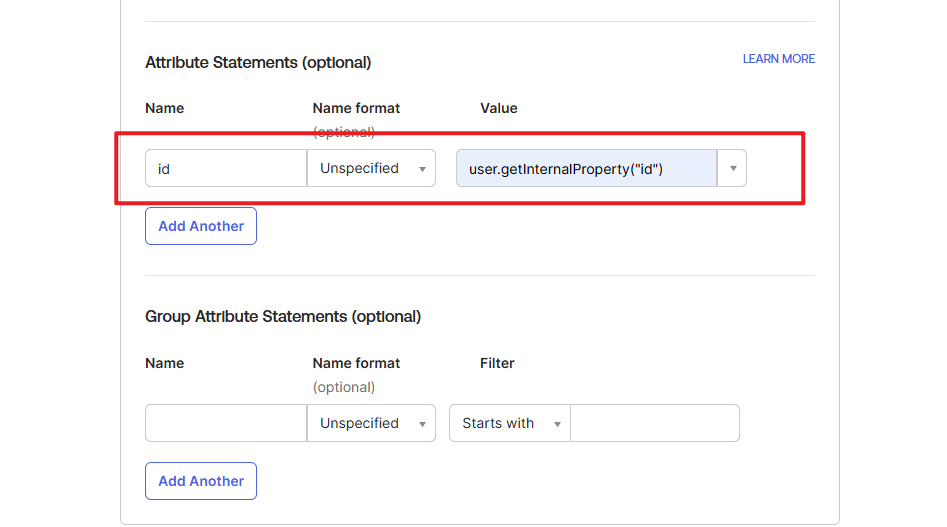 Attribute Statements (optional) LEARN MORE
Name Name format Value
(optional)
id Unspecified user.getInternalProperty("id")
Add Another
Group Attribute Statements (optional)
Name Name format Filter
(optional)
Unspecified Starts with
Add Another